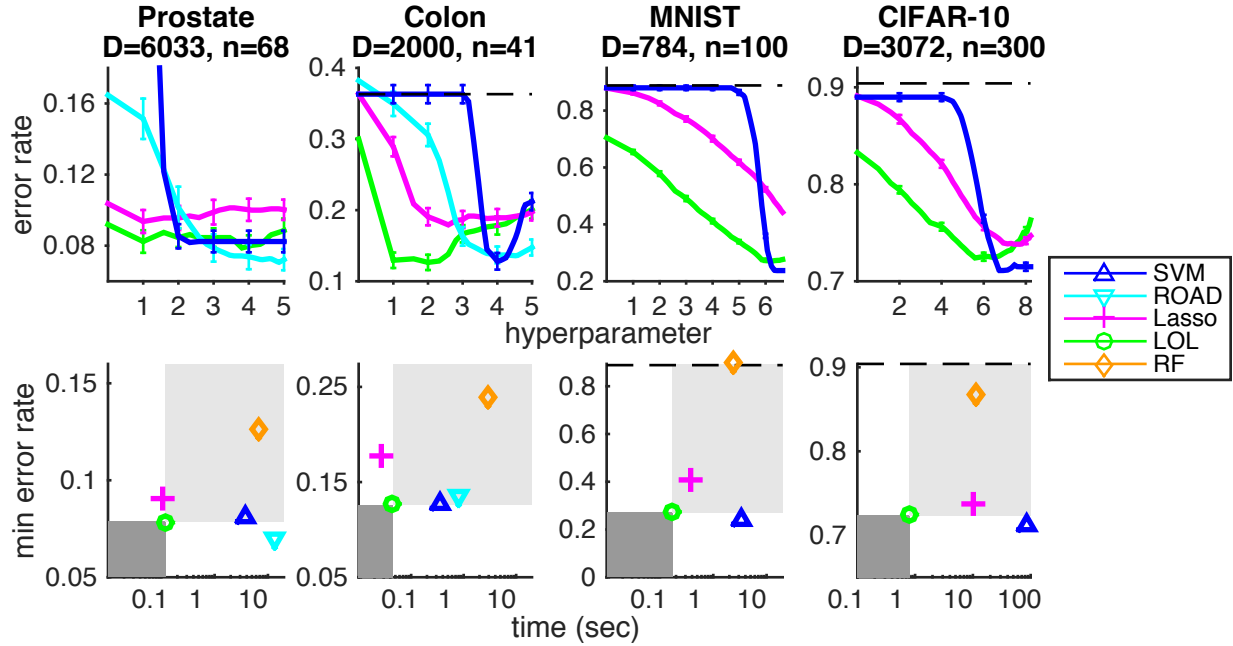 Prostate
D=6033, n=68
Colon
D=2000, n=41
MNIST
D=784, n=100
CIFAR-10
D=3072, n=300
error rate
0.16
0.12
0.08
1 2 3 4 5
0.4
0.3
0.2
0.1
1 2 3 4 5
0.8
0.6
0.4
0.2
1 2 3 4 5 6
0.9
0.8
0.7
2 4 6 8
hyperparameter
SVM
ROAD
Lasso
LOL
RF
min error rate
0.15
0.1
0.05
0.1 1 10
0.25
0.15
0.05
0.1 1 10
0.8
0.6
0.4
0.2
0
0.1 1 10
0.9
0.8
0.7
0.1 1 10 100
time (sec)